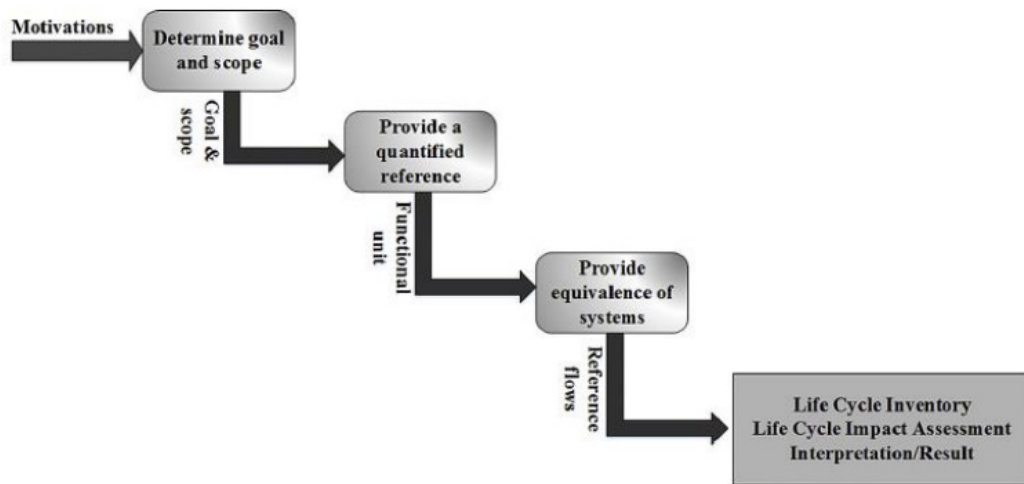 Motivations
Determine goal
and scope
Goal &
scope
Provide a
quantified
reference
Functional
unit
Provide
equivalence of
systems
Reference
flows
Life Cycle Inventory
Life Cycle Impact Assessment
Interpretation/Result